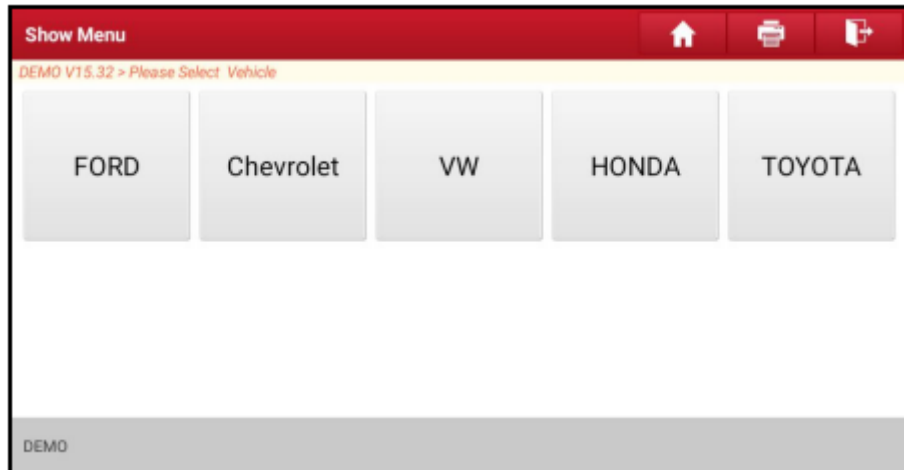 Show Menu
DEMO V15.32 > Please Select Vehicle
FORD Chevrolet VW HONDA TOYOTA
DEMO